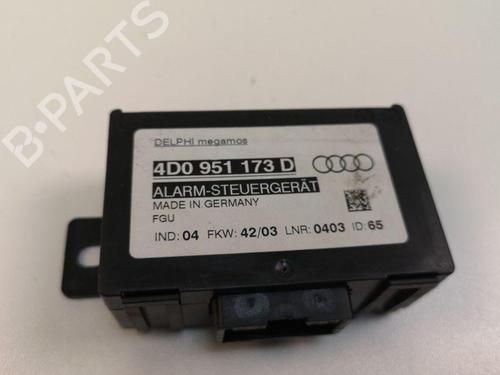 B-PARTS
DELPHI megamos
4D0 951 173 D
ALARM-STEUERGERÄT
MADE IN GERMANY
FGU
IND: 04 FKW: 42/03 LNR: 0403 ID: 65